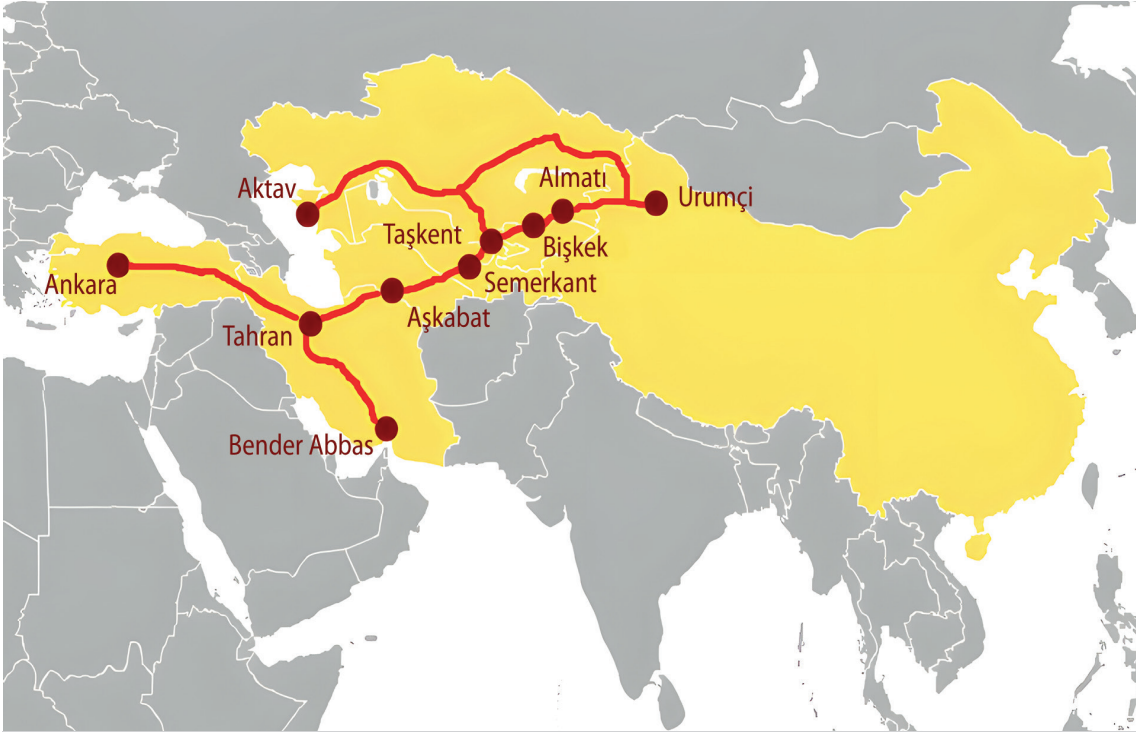 Aktav
Almatı
Urumçi
Taşkent
Bişkek
Ankara
Semerkant
Aşkabat
Tahran
Bender Abbas